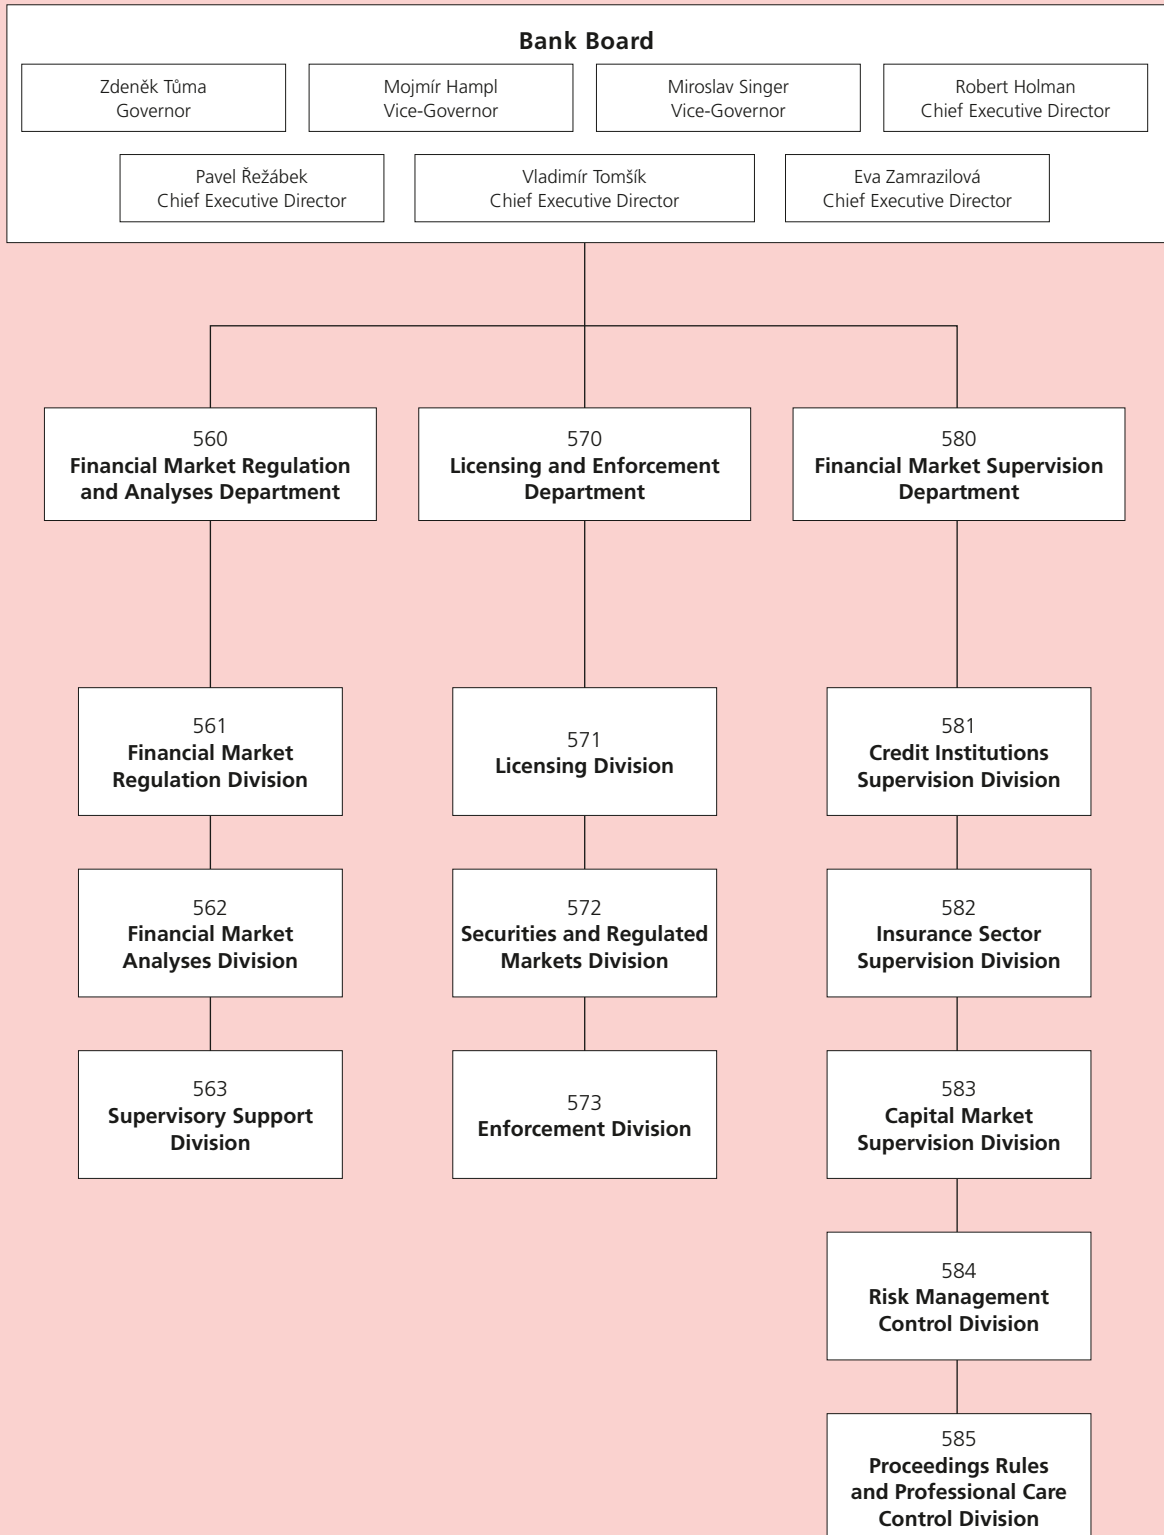 Bank Board
Zdeněk Tůma
Governor
Mojmír Hampl
Vice-Governor
Miroslav Singer
Vice-Governor
Robert Holman
Chief Executive Director
Pavel Řežábek
Chief Executive Director
Vladimír Tomšík
Chief Executive Director
Eva Zamrazilová
Chief Executive Director
560
Financial Market Regulation
and Analyses Department
570
Licensing and Enforcement
Department
580
Financial Market Supervision
Department
561
Financial Market
Regulation Division
571
Licensing Division
581
Credit Institutions
Supervision Division
562
Financial Market
Analyses Division
572
Securities and Regulated
Markets Division
582
Insurance Sector
Supervision Division
563
Supervisory Support
Division
573
Enforcement Division
583
Capital Market
Supervision Division
584
Risk Management
Control Division
585
Proceedings Rules
and Professional Care
Control Division